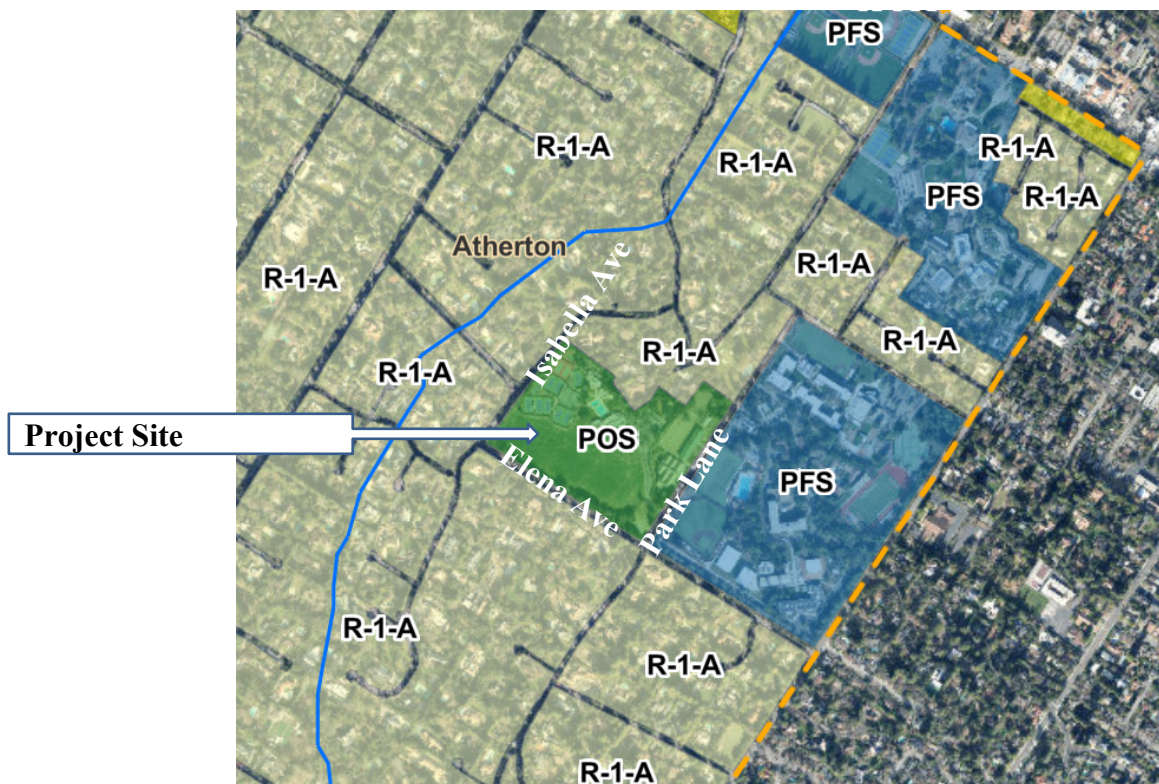 PFS
R-1-A
R-1-A
R-1-A
PFS
R-1-A
Atherton
Isabella Ave
R-1-A
R-1-A
R-1-A
R-1-A
R-1-A
Project Site
POS
Elena Ave
Park Lane
PFS
R-1-A
R-1-A
R-1-A